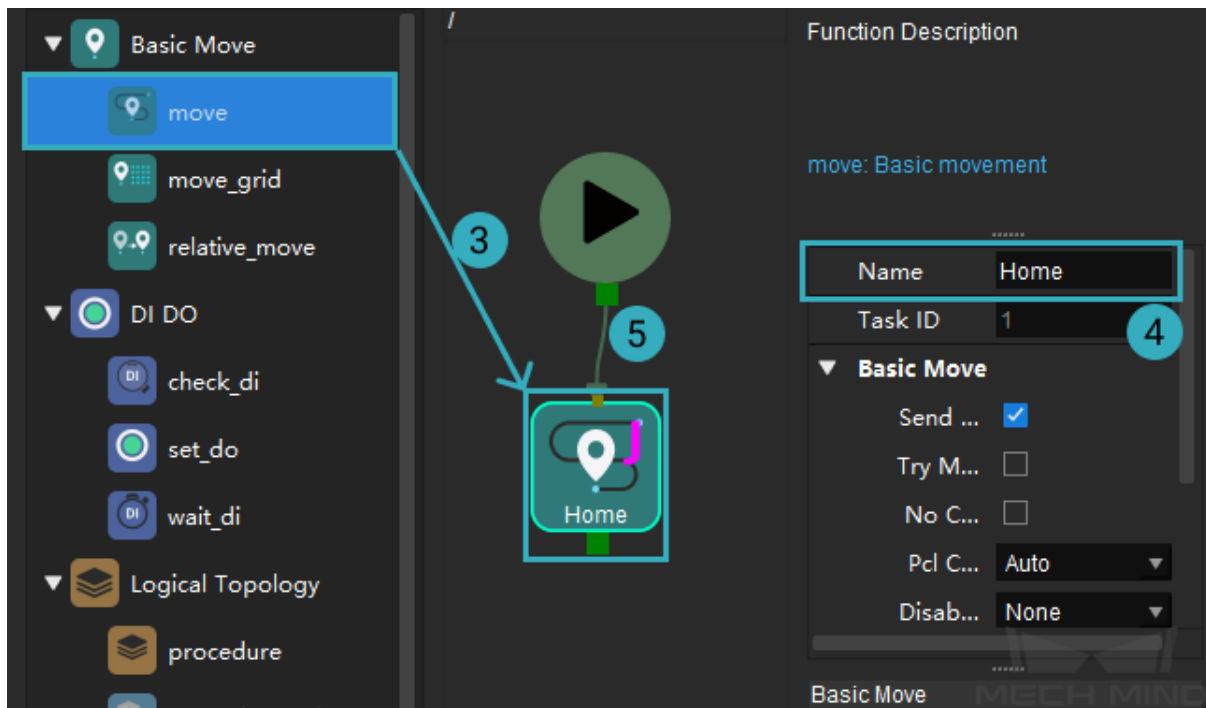 Basic Move
move
move_grid
relative_move
DI DO
DI
check_di
set_do
DI
wait_di
Logical Topology
procedure
/
3
5
Home
Function Description
move: Basic movement
Name Home
Task ID 1
4
Basic Move
Send ...
Try M...
No C...
Pcl C... Auto
Disab... None
Basic Move
MECH MIND